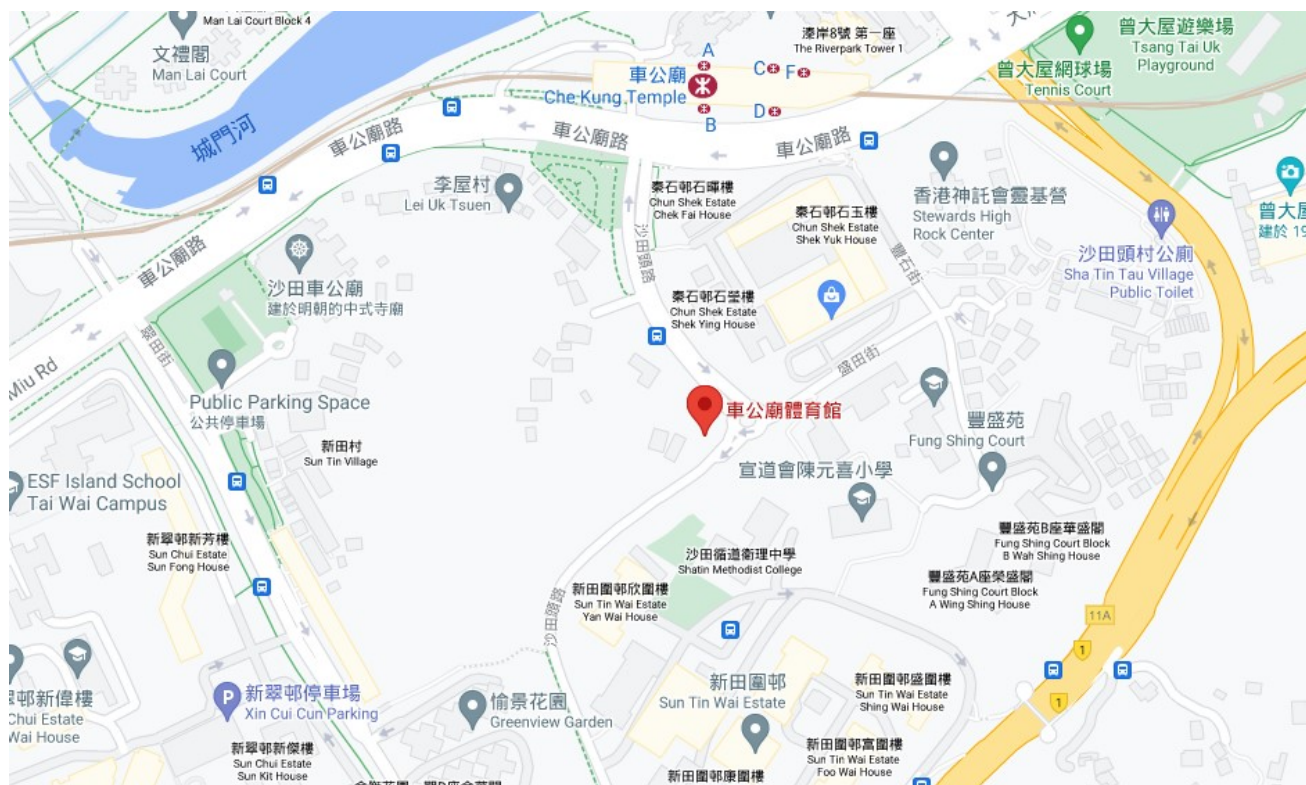 Man Lai Court Block 4
文禮閣
Man Lai Court
城門河
溱岸8號 第一座
The Riverpark Tower 1
曾大屋遊樂場
Tsang Tai Uk
Playground
曾大屋網球場
Tennis Court
A
C
F
車公廟
Che Kung Temple
B
D
車公廟路
車公廟路
車公廟路
車公廟路
李屋村
Lei Uk Tsuen
秦石邨石暉樓
Chun Shek Estate
Chek Fai House
秦石邨石玉樓
Chun Shek Estate
Shek Yuk House
香港神託會靈基營
Stewards High
Rock Center
曾大屋
建於 19
沙田頭村公廁
Sha Tin Tau Village
Public Toilet
豐石街
沙田頭路
沙田車公廟
建於明朝的中式寺廟
秦石邨石瑩樓
Chun Shek Estate
Shek Ying House
盛田街
翠田街
Miu Rd
Public Parking Space
公共停車場
車公廟體育館
豐盛苑
Fung Shing Court
新田村
Sun Tin Village
ESF Island School
Tai Wai Campus
宣道會陳元喜小學
新翠邨新芳樓
Sun Chui Estate
Sun Fong House
沙田循道衛理中學
Shatin Methodist College
豐盛苑B座華盛閣
Fung Shing Court Block
B Wah Shing House
豐盛苑A座榮盛閣
Fung Shing Court Block
A Wing Shing House
新田圍邨欣圍樓
Sun Tin Wai Estate
Yan Wai House
沙田頭路
11A
1
1
翠邨新偉樓
Chui Estate
Wai House
P
新翠邨停車場
Xin Cui Cun Parking
愉景花園
Greenview Garden
新田圍邨
Sun Tin Wai Estate
新田圍邨盛圍樓
Sun Tin Wai Estate
Shing Wai House
新翠邨新傑樓
Sun Chui Estate
Sun Kit House
新田圍邨富圍樓
Sun Tin Wai Estate
Foo Wai House
新田圍邨康圍樓